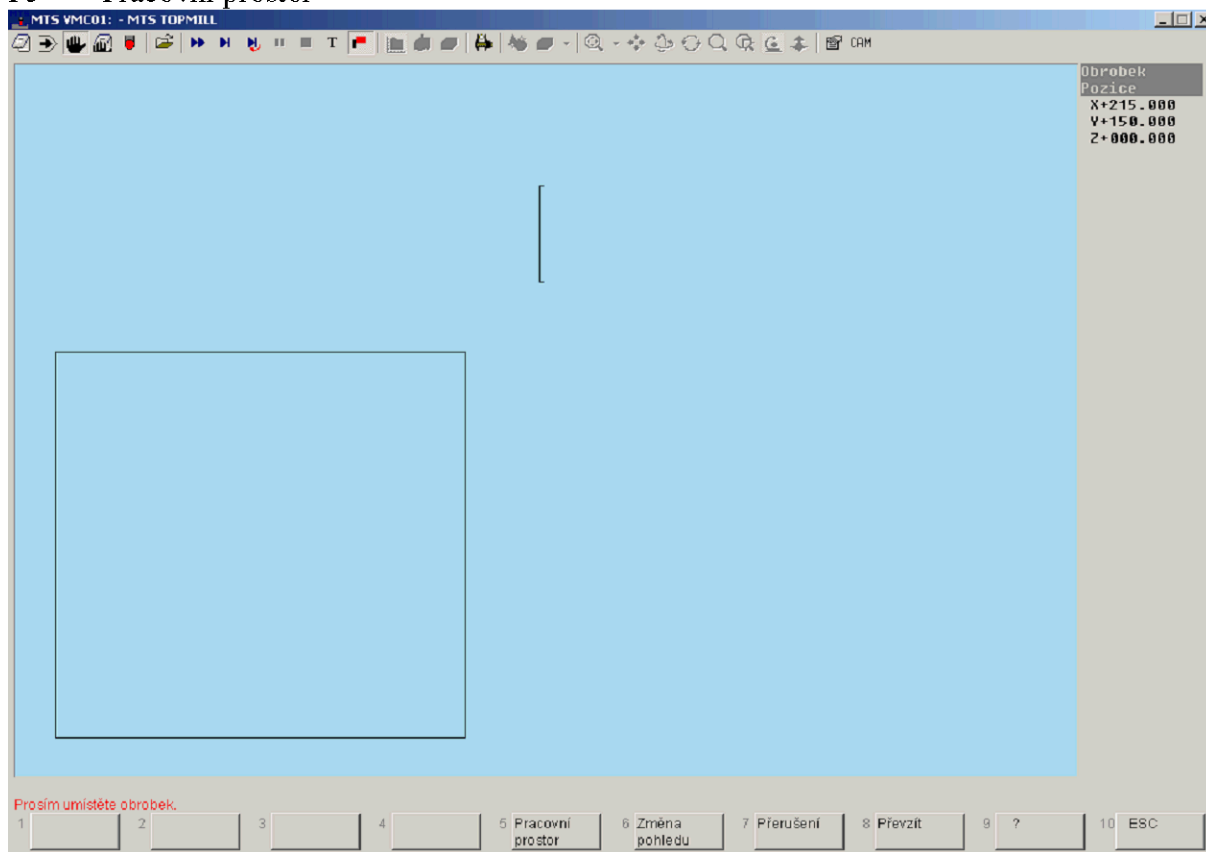 MTS VMC01: - MTS TOPMILL
T
CAM
Obrobek
Pozice
X+215.000
Y+150.000
Z+000.000
Prosím umístěte obrobek.
1 2 3 4 5 Pracovní prostor 6 Změna pohledu 7 Přerušení 8 Převzít 9 ? 10 ESC